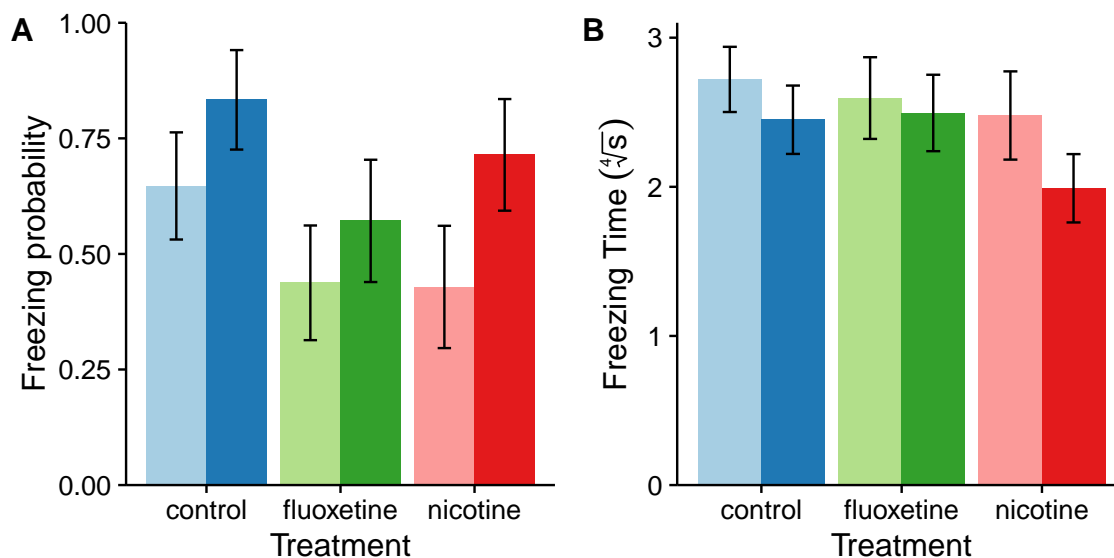 A
Freezing probability
1.00
0.75
0.50
0.25
0.00
control fluoxetine nicotine
Treatment
B
Freezing Time (∜s)
3
2
1
0
control fluoxetine nicotine
Treatment